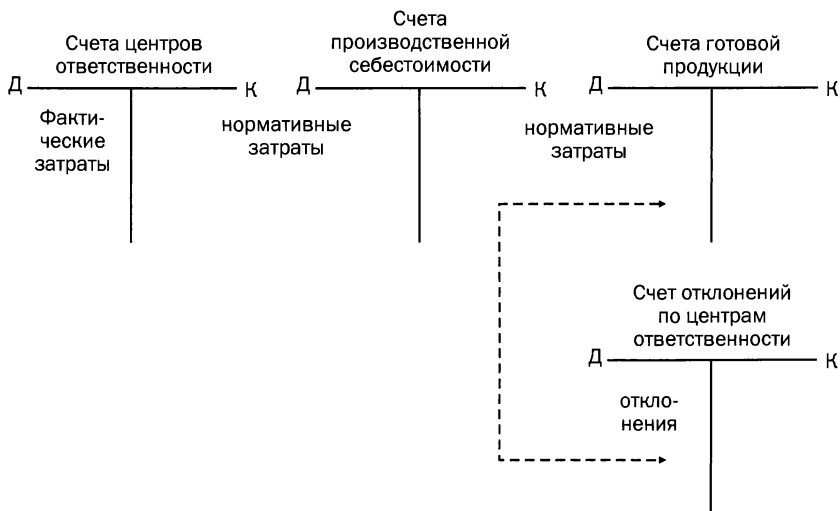 Счета центров
ответственности
Д
К
Факти-
ческие
затраты
Счета
производственной
себестоимости
Д
К
нормативные
затраты
Счета готовой
продукции
Д
К
нормативные
затраты
Счет отклонений
по центрам
ответственности
Д
К
откло-
нения